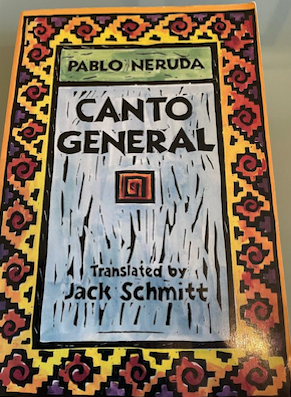 PABLO NERUDA
CANTO
GENERAL
Translated by
Jack Schmitt